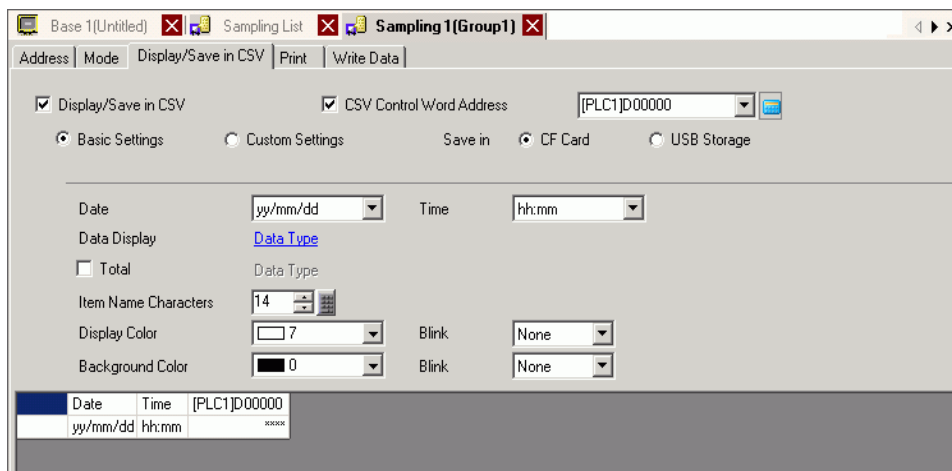 Base 1(Untitled) Sampling List Sampling 1(Group1)
Address Mode Display/Save in CSV Print Write Data
Display/Save in CSV CSV Control Word Address [PLC1]D00000
Basic Settings Custom Settings Save in CF Card USB Storage
Date yy/mm/dd Time hh:mm
Data Display Data Type
Total Data Type
Item Name Characters 14
Display Color 7 Blink None
Background Color 0 Blink None
Date Time [PLC1]D00000
yy/mm/dd hh:mm ****